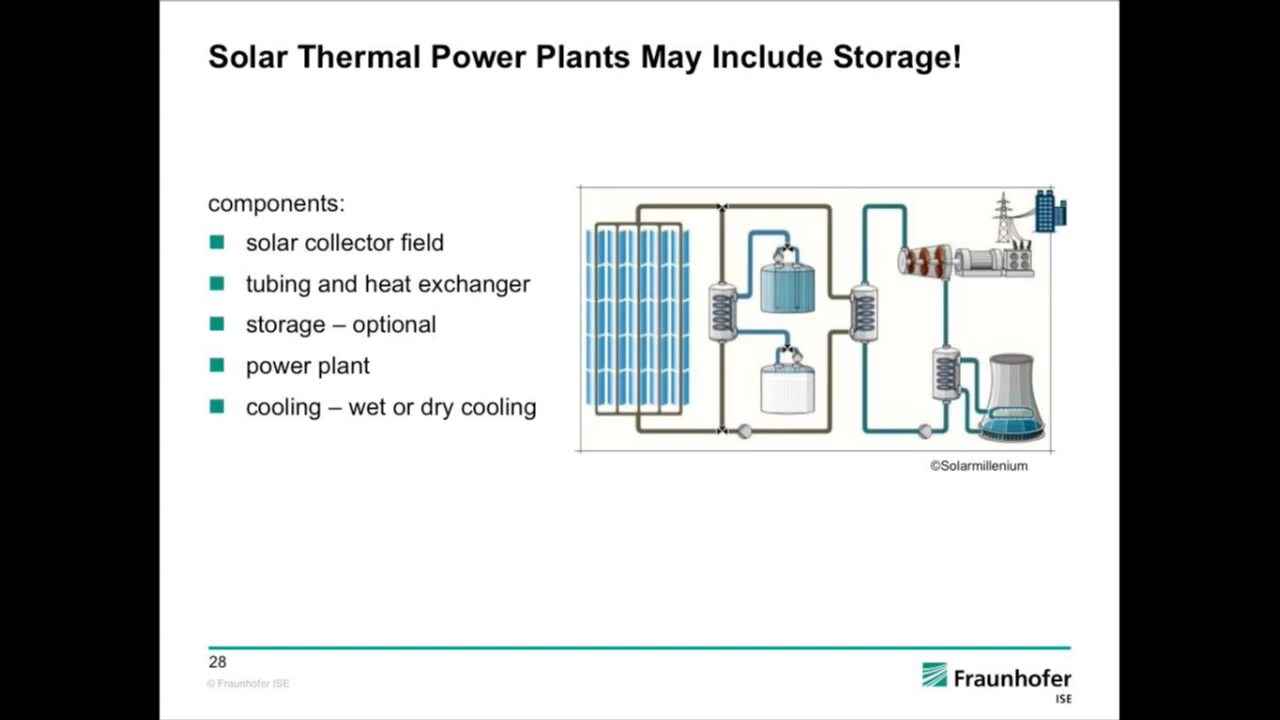 Solar Thermal Power Plants May Include Storage!
components:
solar collector field
tubing and heat exchanger
storage – optional
power plant
cooling – wet or dry cooling
©Solarmillenium
28
© Fraunhofer ISE
Fraunhofer
ISE